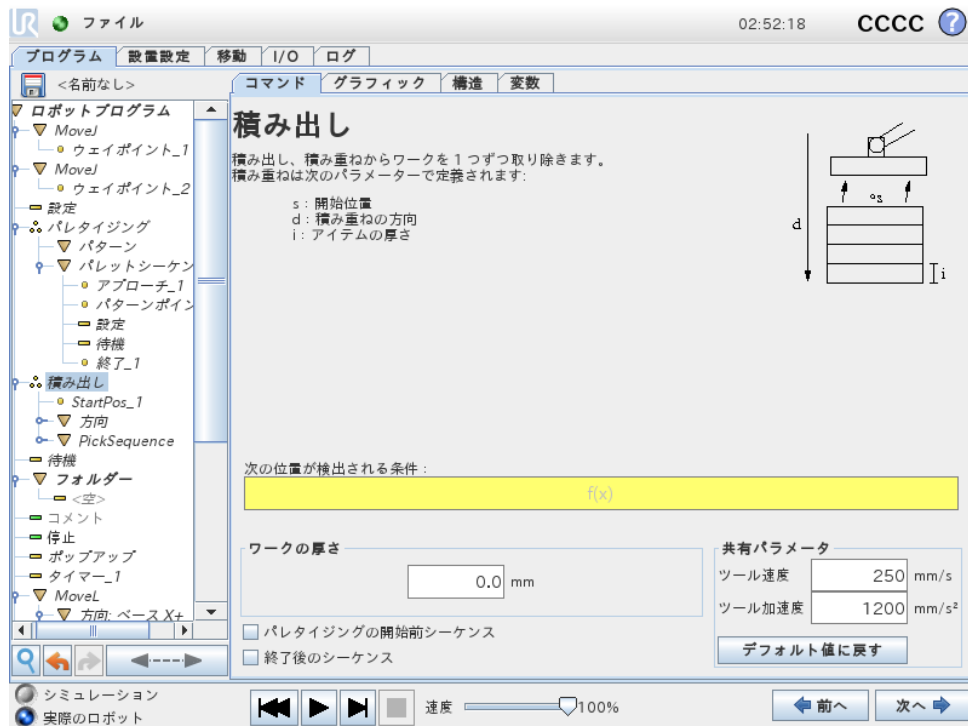 UR ファイル 02:52:18 CCCC ?
プログラム 設置設定 移動 I/O ログ
<名前なし>
コマンド グラフィック 構造 変数
ロボットプログラム
MoveJ
ウェイポイント_1
MoveJ
ウェイポイント_2
設定
パレタイジング
パターン
パレットシーケン
アプローチ_1
パターンポイン
設定
待機
終了_1
積み出し
StartPos_1
方向
PickSequence
待機
フォルダー
<空>
コメント
停止
ポップアップ
タイマー_1
MoveL
方向: ベース X+
積み出し
積み出し、積み重ねからワークを１つずつ取り除きます。
積み重ねは次のパラメーターで定義されます:
s : 開始位置
d : 積み重ねの方向
i : アイテムの厚さ
s
d
i
次の位置が検出される条件 :
f(x)
ワークの厚さ
0.0 mm
共有パラメータ
ツール速度 250 mm/s
ツール加速度 1200 mm/s²
デフォルト値に戻す
パレタイジングの開始前シーケンス
終了後のシーケンス
シミュレーション
実際のロボット
速度 100%
前へ 次へ